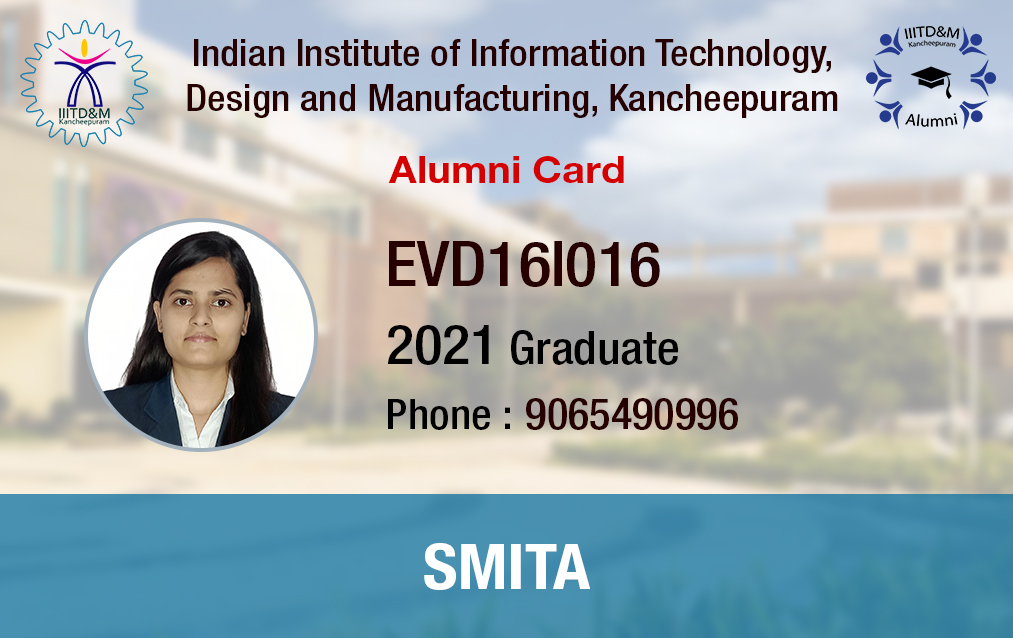 IIITD&M
Kancheepuram
Indian Institute of Information Technology,
Design and Manufacturing, Kancheepuram
IIITD&M
Kancheepuram
Alumni
Alumni Card
EVD16I016
2021 Graduate
Phone : 9065490996
SMITA